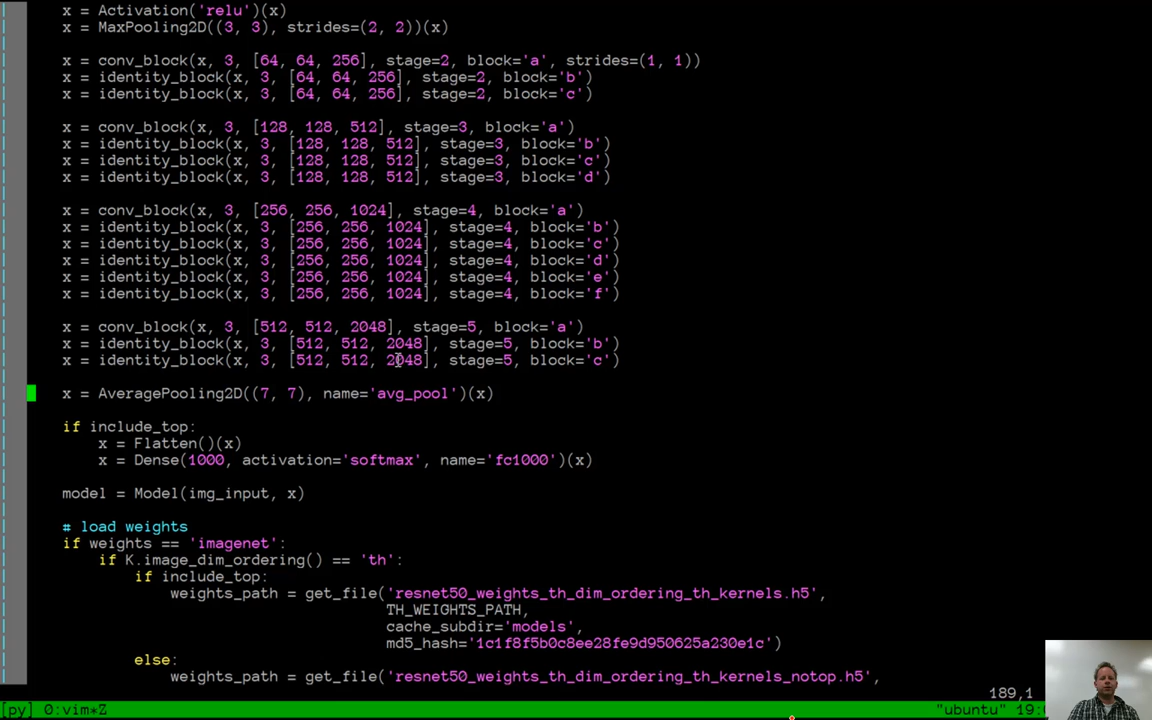 x = Activation('relu')(x)
x = MaxPooling2D((3, 3), strides=(2, 2))(x)
x = conv_block(x, 3, [64, 64, 256], stage=2, block='a', strides=(1, 1))
x = identity_block(x, 3, [64, 64, 256], stage=2, block='b')
x = identity_block(x, 3, [64, 64, 256], stage=2, block='c')
x = conv_block(x, 3, [128, 128, 512], stage=3, block='a')
x = identity_block(x, 3, [128, 128, 512], stage=3, block='b')
x = identity_block(x, 3, [128, 128, 512], stage=3, block='c')
x = identity_block(x, 3, [128, 128, 512], stage=3, block='d')
x = conv_block(x, 3, [256, 256, 1024], stage=4, block='a')
x = identity_block(x, 3, [256, 256, 1024], stage=4, block='b')
x = identity_block(x, 3, [256, 256, 1024], stage=4, block='c')
x = identity_block(x, 3, [256, 256, 1024], stage=4, block='d')
x = identity_block(x, 3, [256, 256, 1024], stage=4, block='e')
x = identity_block(x, 3, [256, 256, 1024], stage=4, block='f')
x = conv_block(x, 3, [512, 512, 2048], stage=5, block='a')
x = identity_block(x, 3, [512, 512, 2048], stage=5, block='b')
x = identity_block(x, 3, [512, 512, 2048], stage=5, block='c')
x = AveragePooling2D((7, 7), name='avg_pool')(x)
if include_top:
x = Flatten()(x)
x = Dense(1000, activation='softmax', name='fc1000')(x)
model = Model(img_input, x)
# load weights
if weights == 'imagenet':
if K.image_dim_ordering() == 'th':
if include_top:
weights_path = get_file('resnet50_weights_th_dim_ordering_th_kernels.h5',
TH_WEIGHTS_PATH,
cache_subdir='models',
md5_hash='1c1f8f5b0c8ee28fe9d950625a230e1c')
else:
weights_path = get_file('resnet50_weights_th_dim_ordering_th_kernels_notop.h5',
189,1
[py] 0:vim*Z "ubuntu" 19: